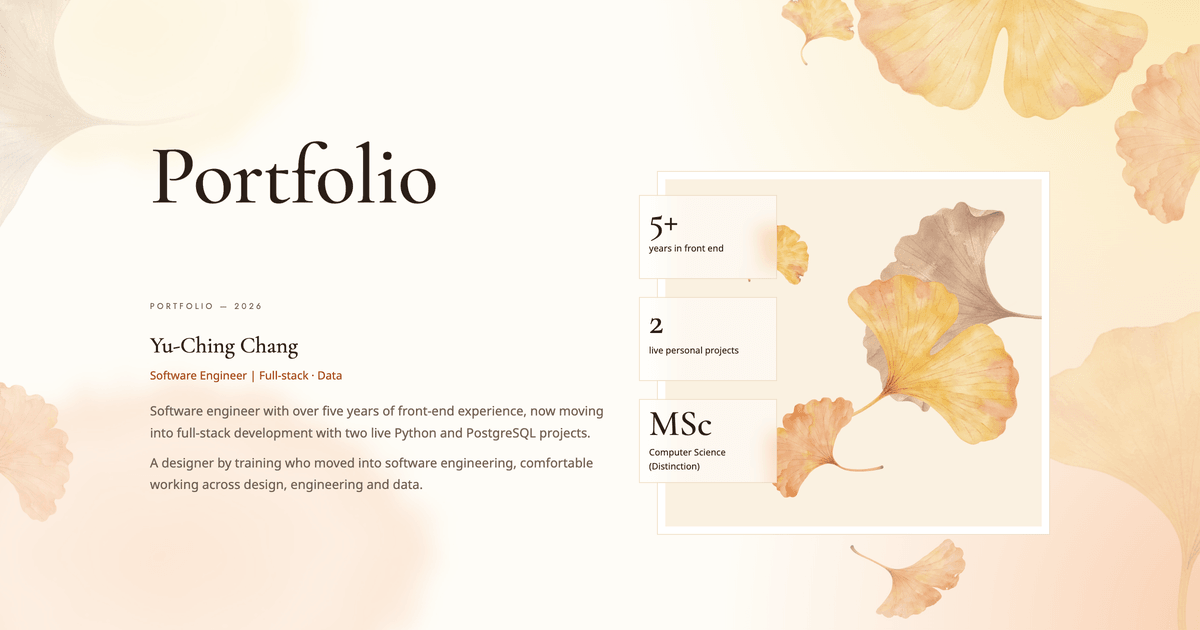 Portfolio
PORTFOLIO — 2026
Yu-Ching Chang
Software Engineer | Full-stack · Data
Software engineer with over five years of front-end experience, now moving
into full-stack development with two live Python and PostgreSQL projects.
A designer by training who moved into software engineering, comfortable
working across design, engineering and data.
5+
years in front end
2
live personal projects
MSc
Computer Science
(Distinction)